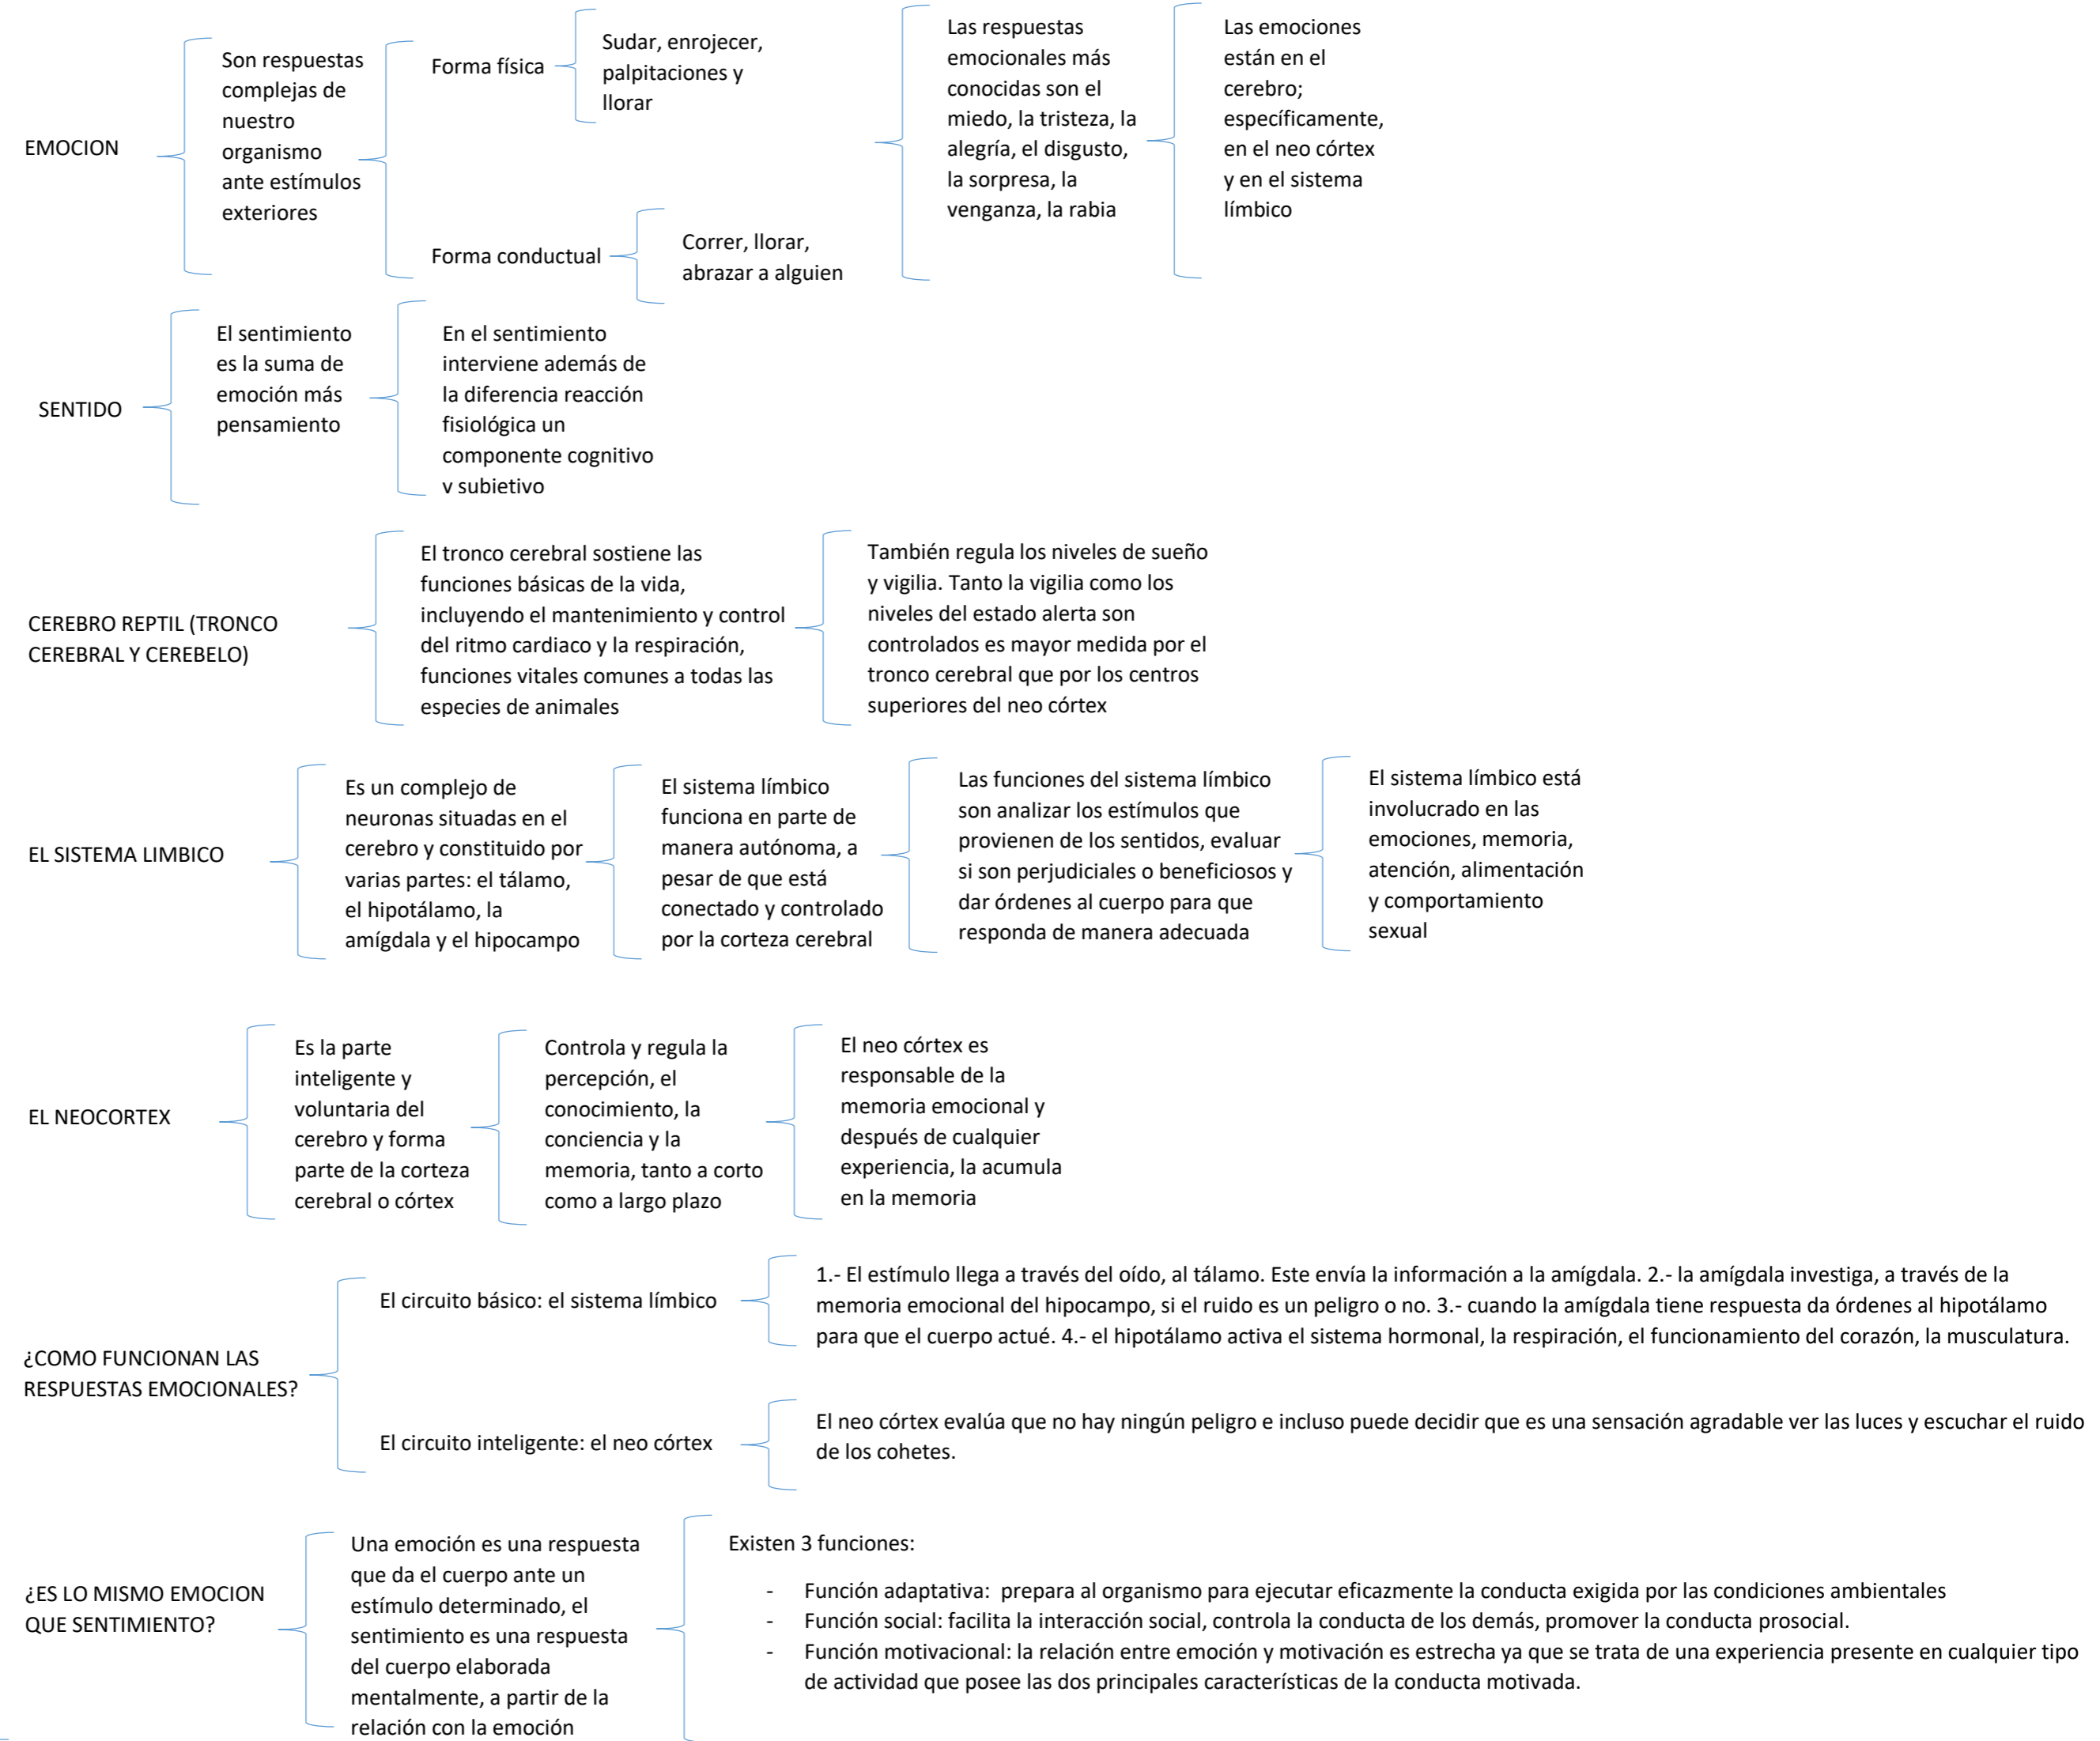 EMOCION
Son respuestas
complejas de
nuestro
organismo
ante estímulos
exteriores
Forma física
Sudar, enrojecer,
palpitaciones y
llorar
Forma conductual
Correr, llorar,
abrazar a alguien
Las respuestas
emocionales más
conocidas son el
miedo, la tristeza, la
alegría, el disgusto,
la sorpresa, la
venganza, la rabia
Las emociones
están en el
cerebro;
específicamente,
en el neo córtex
y en el sistema
límbico
SENTIDO
El sentimiento
es la suma de
emoción más
pensamiento
En el sentimiento
interviene además de
la diferencia reacción
fisiológica un
componente cognitivo
y subjetivo
CEREBRO REPTIL (TRONCO
CEREBRAL Y CEREBELO)
El tronco cerebral sostiene las
funciones básicas de la vida,
incluyendo el mantenimiento y control
del ritmo cardiaco y la respiración,
funciones vitales comunes a todas las
especies de animales
También regula los niveles de sueño
y vigilia. Tanto la vigilia como los
niveles del estado alerta son
controlados es mayor medida por el
tronco cerebral que por los centros
superiores del neo córtex
EL SISTEMA LIMBICO
Es un complejo de
neuronas situadas en el
cerebro y constituido por
varias partes: el tálamo,
el hipotálamo, la
amígdala y el hipocampo
El sistema límbico
funciona en parte de
manera autónoma, a
pesar de que está
conectado y controlado
por la corteza cerebral
Las funciones del sistema límbico
son analizar los estímulos que
provienen de los sentidos, evaluar
si son perjudiciales o beneficiosos y
dar órdenes al cuerpo para que
responda de manera adecuada
El sistema límbico está
involucrado en las
emociones, memoria,
atención, alimentación
y comportamiento
sexual
EL NEOCORTEX
Es la parte
inteligente y
voluntaria del
cerebro y forma
parte de la corteza
cerebral o córtex
Controla y regula la
percepción, el
conocimiento, la
conciencia y la
memoria, tanto a corto
como a largo plazo
El neo córtex es
responsable de la
memoria emocional y
después de cualquier
experiencia, la acumula
en la memoria
¿COMO FUNCIONAN LAS
RESPUESTAS EMOCIONALES?
El circuito básico: el sistema límbico
1.- El estímulo llega a través del oído, al tálamo. Este envía la información a la amígdala. 2.- la amígdala investiga, a través de la
memoria emocional del hipocampo, si el ruido es un peligro o no. 3.- cuando la amígdala tiene respuesta da órdenes al hipotálamo
para que el cuerpo actué. 4.- el hipotálamo activa el sistema hormonal, la respiración, el funcionamiento del corazón, la musculatura.
El circuito inteligente: el neo córtex
El neo córtex evalúa que no hay ningún peligro e incluso puede decidir que es una sensación agradable ver las luces y escuchar el ruido
de los cohetes.
¿ES LO MISMO EMOCION
QUE SENTIMIENTO?
Una emoción es una respuesta
que da el cuerpo ante un
estímulo determinado, el
sentimiento es una respuesta
del cuerpo elaborada
mentalmente, a partir de la
relación con la emoción
Existen 3 funciones:
- Función adaptativa: prepara al organismo para ejecutar eficazmente la conducta exigida por las condiciones ambientales
- Función social: facilita la interacción social, controla la conducta de los demás, promover la conducta prosocial.
- Función motivacional: la relación entre emoción y motivación es estrecha ya que se trata de una experiencia presente en cualquier tipo
de actividad que posee las dos principales características de la conducta motivada.